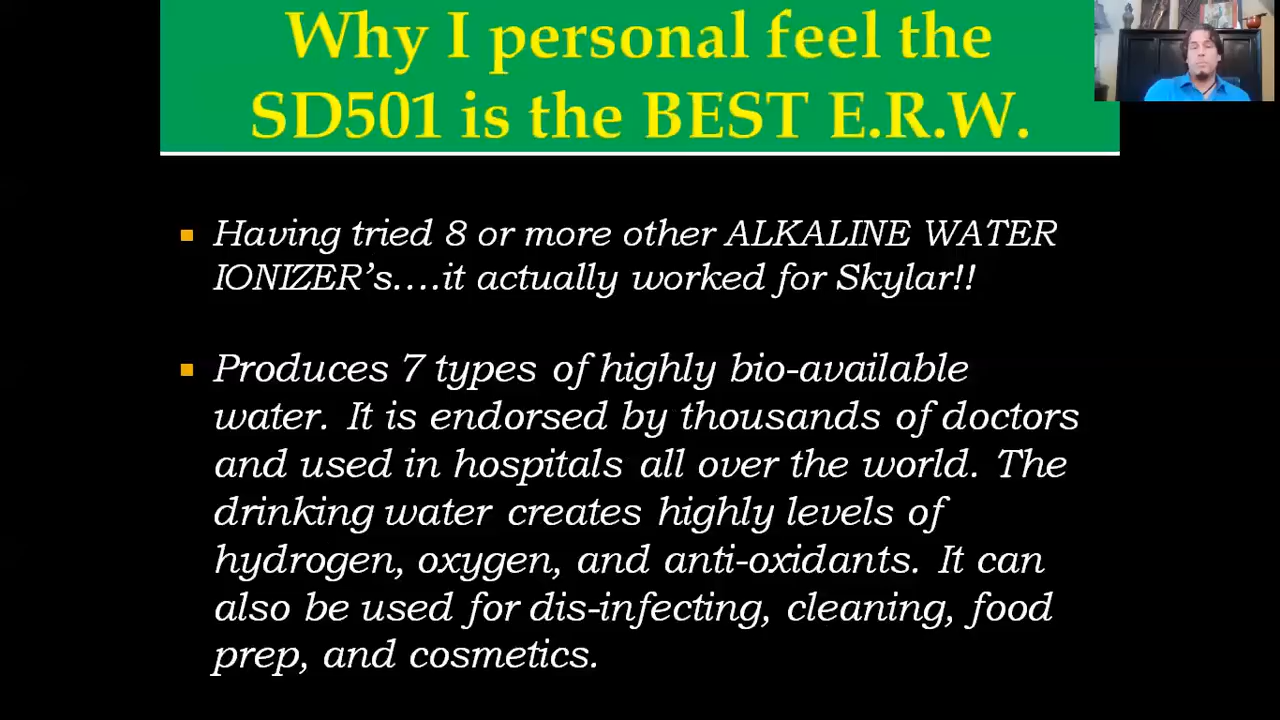 Why I personal feel the
SD501 is the BEST E.R.W.
Having tried 8 or more other ALKALINE WATER
IONIZER's....it actually worked for Skylar!!
Produces 7 types of highly bio-available
water. It is endorsed by thousands of doctors
and used in hospitals all over the world. The
drinking water creates highly levels of
hydrogen, oxygen, and anti-oxidants. It can
also be used for dis-infecting, cleaning, food
prep, and cosmetics.